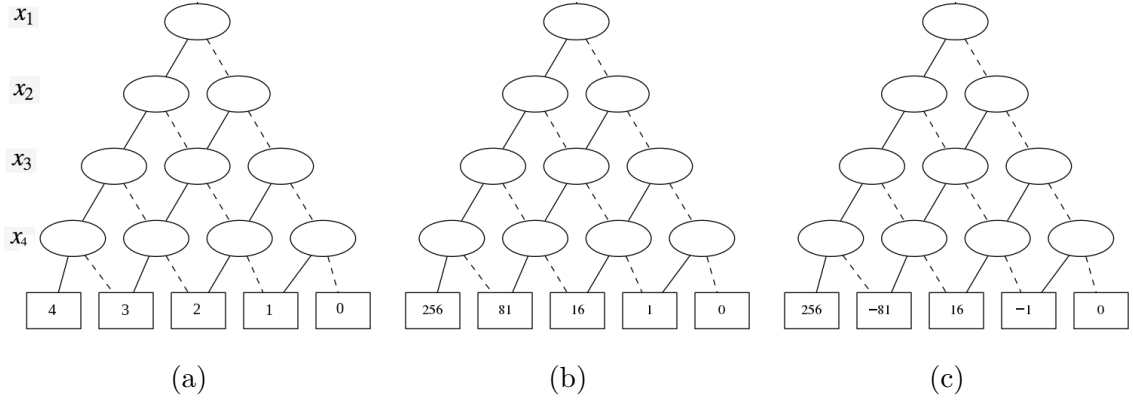 x₁
x₂
x₃
x₄
4 3 2 1 0
256 81 16 1 0
256 −81 16 −1 0
(a) (b) (c)